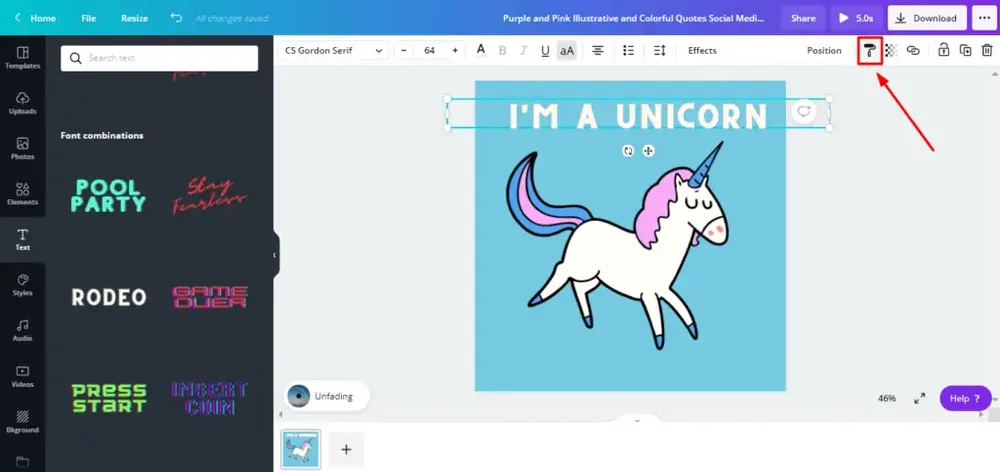 Home File Resize All changes saved Purple and Pink Illustrative and Colorful Quotes Social Medi... Share 5.0s Download
CS Gordon Serif – 64 + A B I U aA Effects Position
Templates
Uploads
Photos
Elements
Text
Styles
Audio
Videos
Bkground
Search text
Font combinations
POOL
PARTY
Stay
Fearless
RODEO
GAME
OVER
PRESS
START
INSERT
COIN
I'M A UNICORN
Unfading
46%
Help ?
I'M A UNICORN